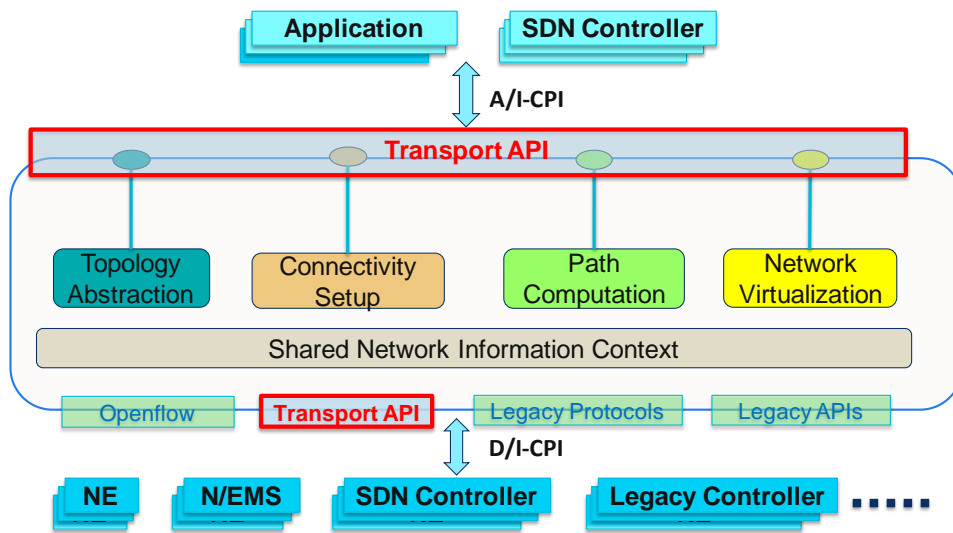 Application
SDN Controller
A/I-CPI
Transport API
Topology
Abstraction
Connectivity
Setup
Path
Computation
Network
Virtualization
Shared Network Information Context
Openflow
Transport API
Legacy Protocols
Legacy APIs
D/I-CPI
NE
N/EMS
SDN Controller
Legacy Controller